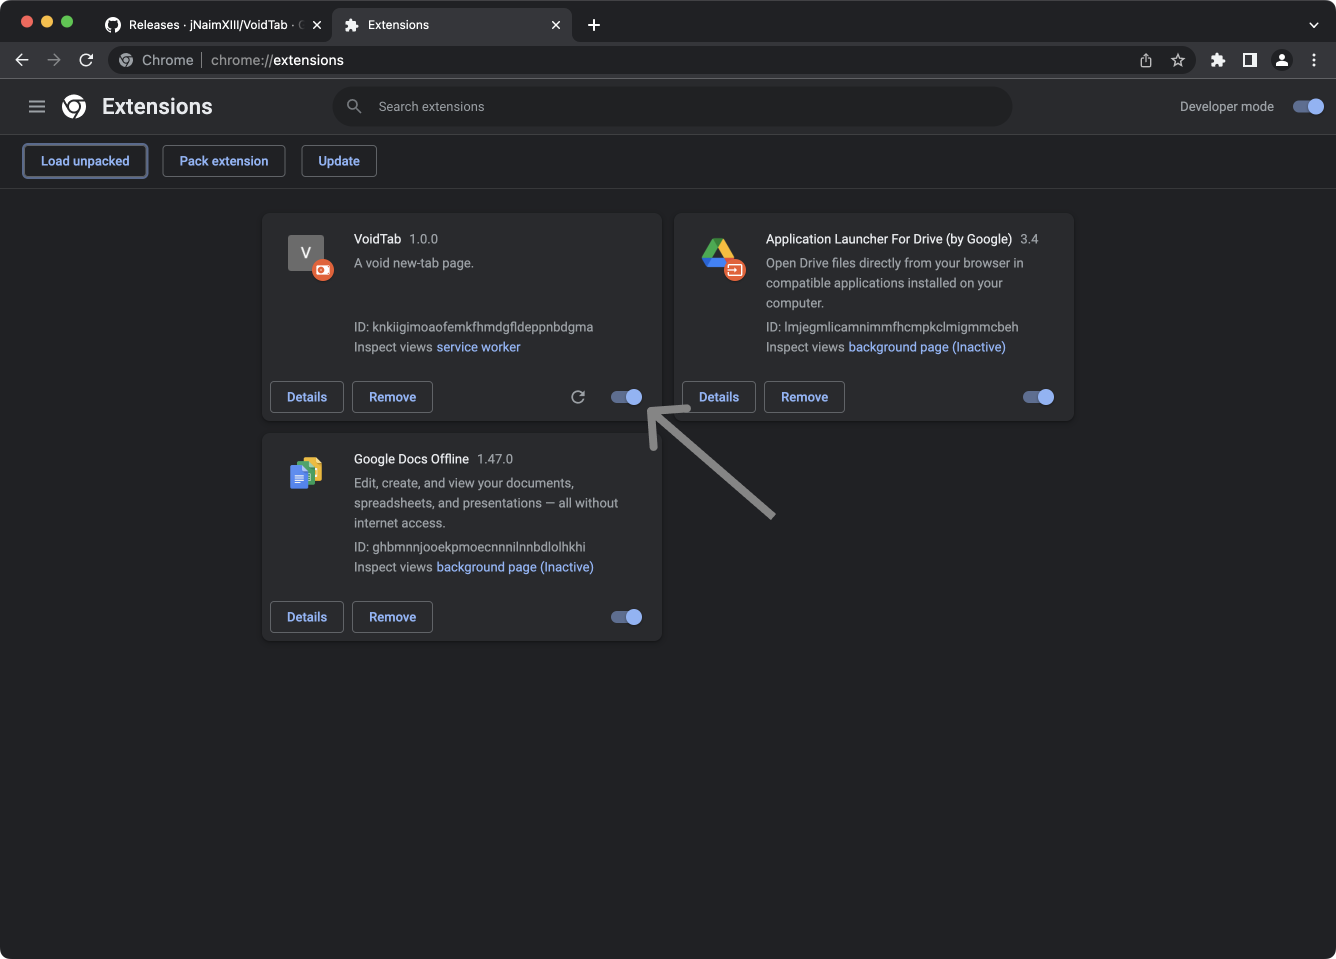 Releases · jNaimXIII/VoidTab ·
Extensions
Chrome | chrome://extensions
Extensions
Search extensions
Developer mode
Load unpacked
Pack extension
Update
V
VoidTab 1.0.0
A void new-tab page.
ID: knkiigimoaofemkfhmdgfldeppnbdgma
Inspect views service worker
Details
Remove
Application Launcher For Drive (by Google) 3.4
Open Drive files directly from your browser in
compatible applications installed on your
computer.
ID: lmjegmlicamnimmfhcmpkclmigmmcbeh
Inspect views background page (Inactive)
Details
Remove
Google Docs Offline 1.47.0
Edit, create, and view your documents,
spreadsheets, and presentations — all without
internet access.
ID: ghbmnnjooekpmoecnnnilnnbdlolhkhi
Inspect views background page (Inactive)
Details
Remove